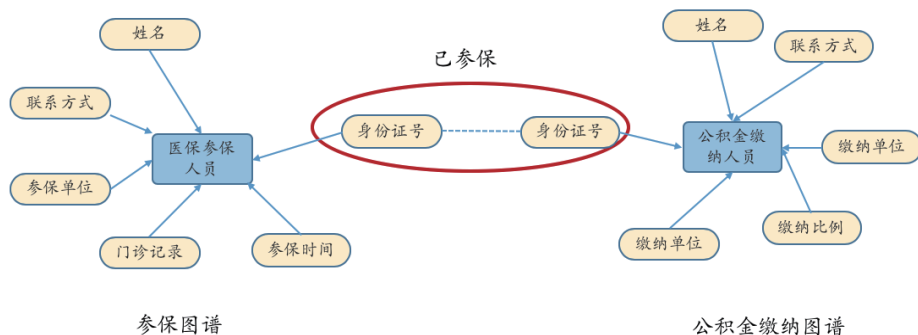 姓名
姓名
联系方式
已参保
联系方式
身份证号
身份证号
医保参保
人员
公积金缴
纳人员
缴纳单位
参保单位
门诊记录
参保时间
缴纳单位
缴纳比例
参保图谱
公积金缴纳图谱